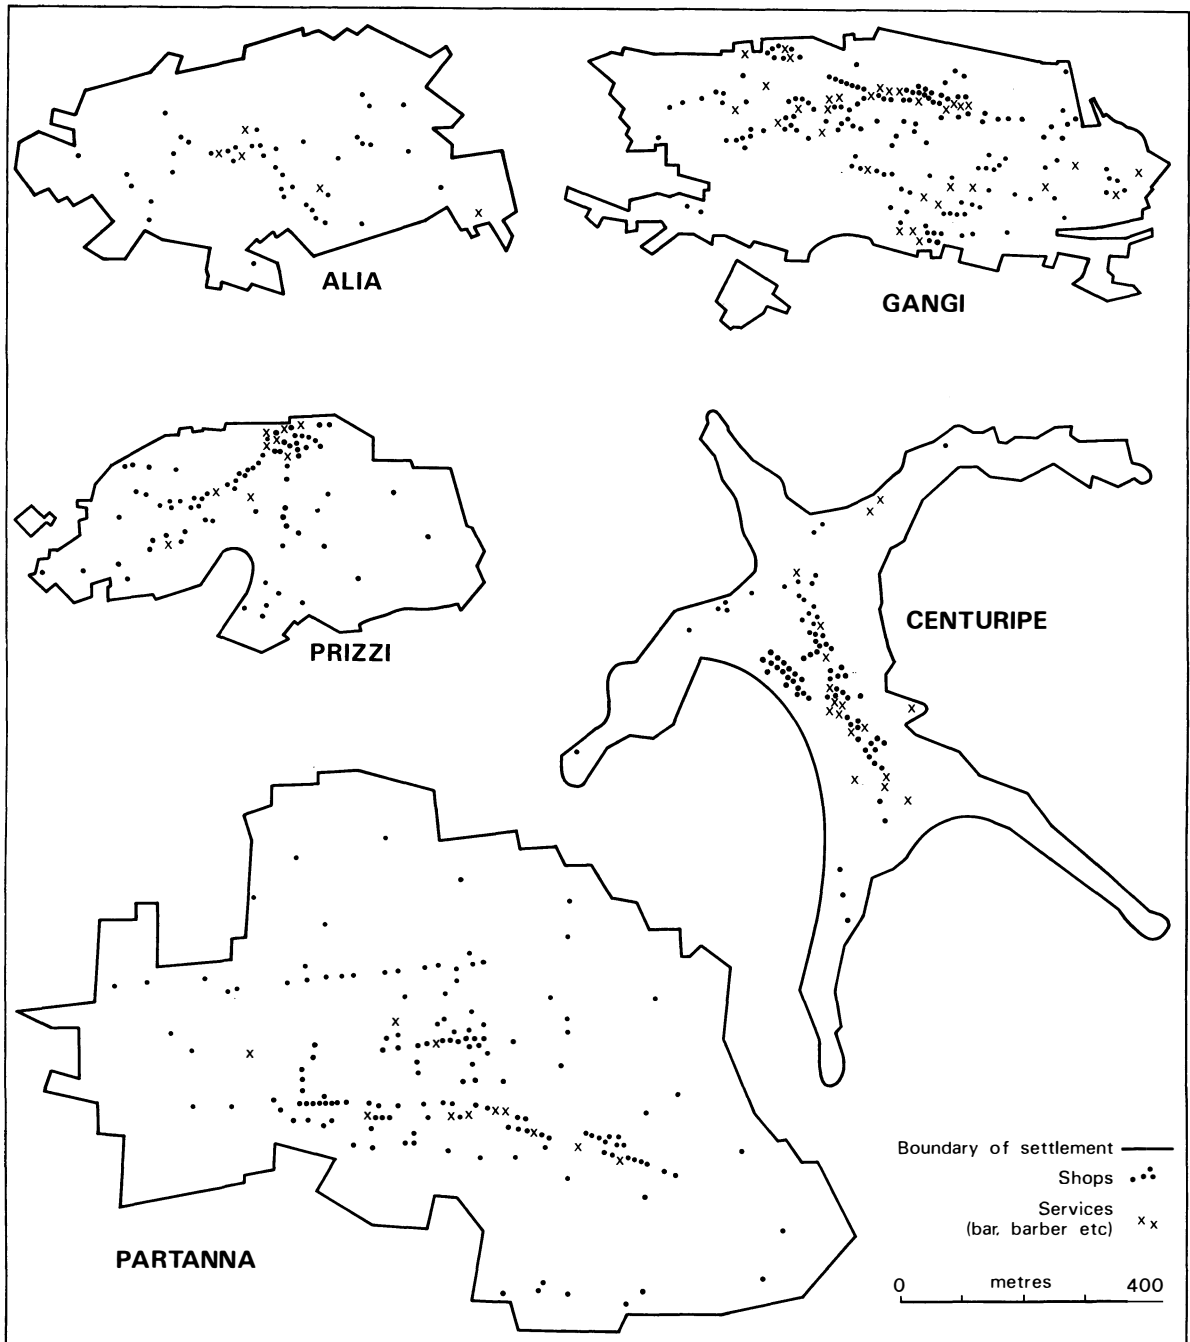 ALIA
GANGI
PRIZZI
CENTURIPE
PARTANNA
Boundary of settlement
Shops
Services
(bar, barber etc)
0 metres 400